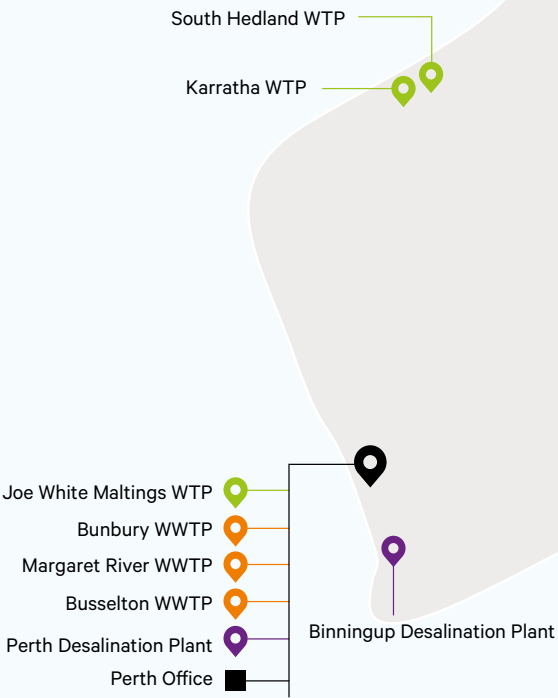 South Hedland WTP
Karratha WTP
Joe White Maltings WTP
Bunbury WWTP
Margaret River WWTP
Busselton WWTP
Perth Desalination Plant
Binningup Desalination Plant
Perth Office